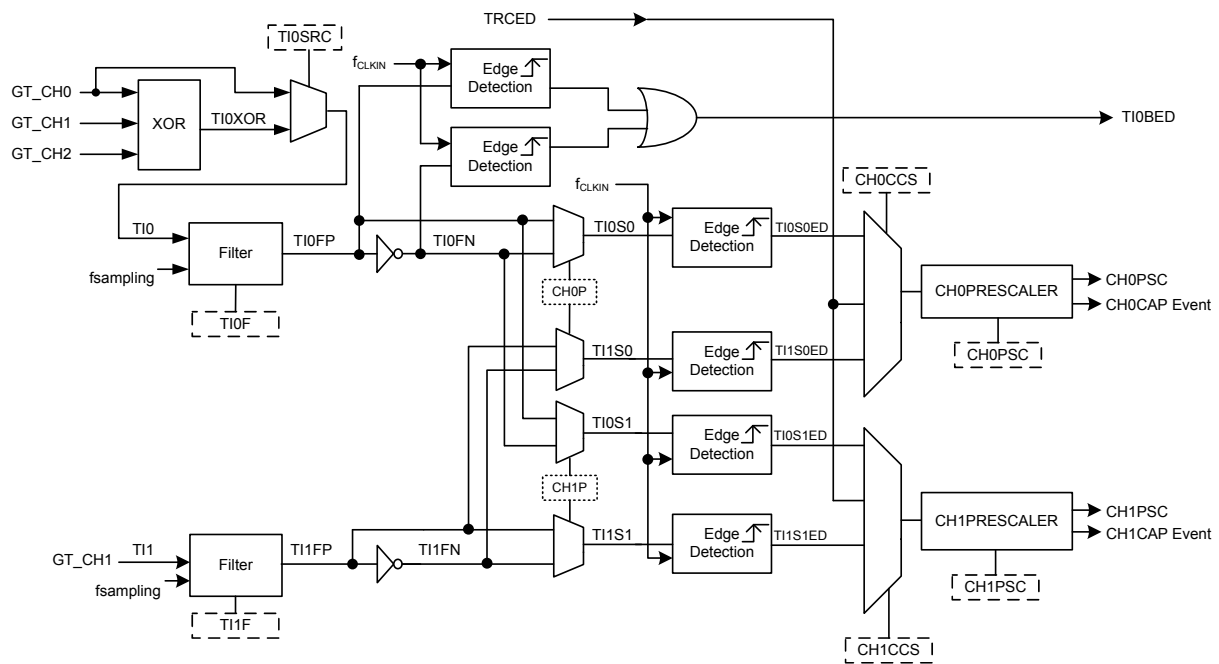 TRCED
TI0SRC
fCLKIN
Edge
Detection
GT_CH0
XOR
TI0XOR
GT_CH1
GT_CH2
TI0BED
Edge
Detection
fCLKIN
CH0CCS
TI0
Filter
TI0FP
TI0FN
TI0S0
Edge
Detection
TI0S0ED
fsampling
CH0P
CH0PRESCALER
CH0PSC
CH0CAP Event
TI0F
TI1S0
Edge
Detection
TI1S0ED
CH0PSC
TI0S1
Edge
Detection
TI0S1ED
CH1P
CH1PRESCALER
CH1PSC
CH1CAP Event
GT_CH1
TI1
Filter
TI1FP
TI1FN
TI1S1
Edge
Detection
TI1S1ED
fsampling
CH1PSC
TI1F
CH1CCS